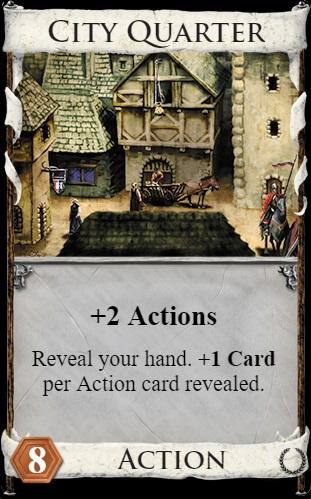 City Quarter
+2 Actions
Reveal your hand. +1 Card
per Action card revealed.
8
Action